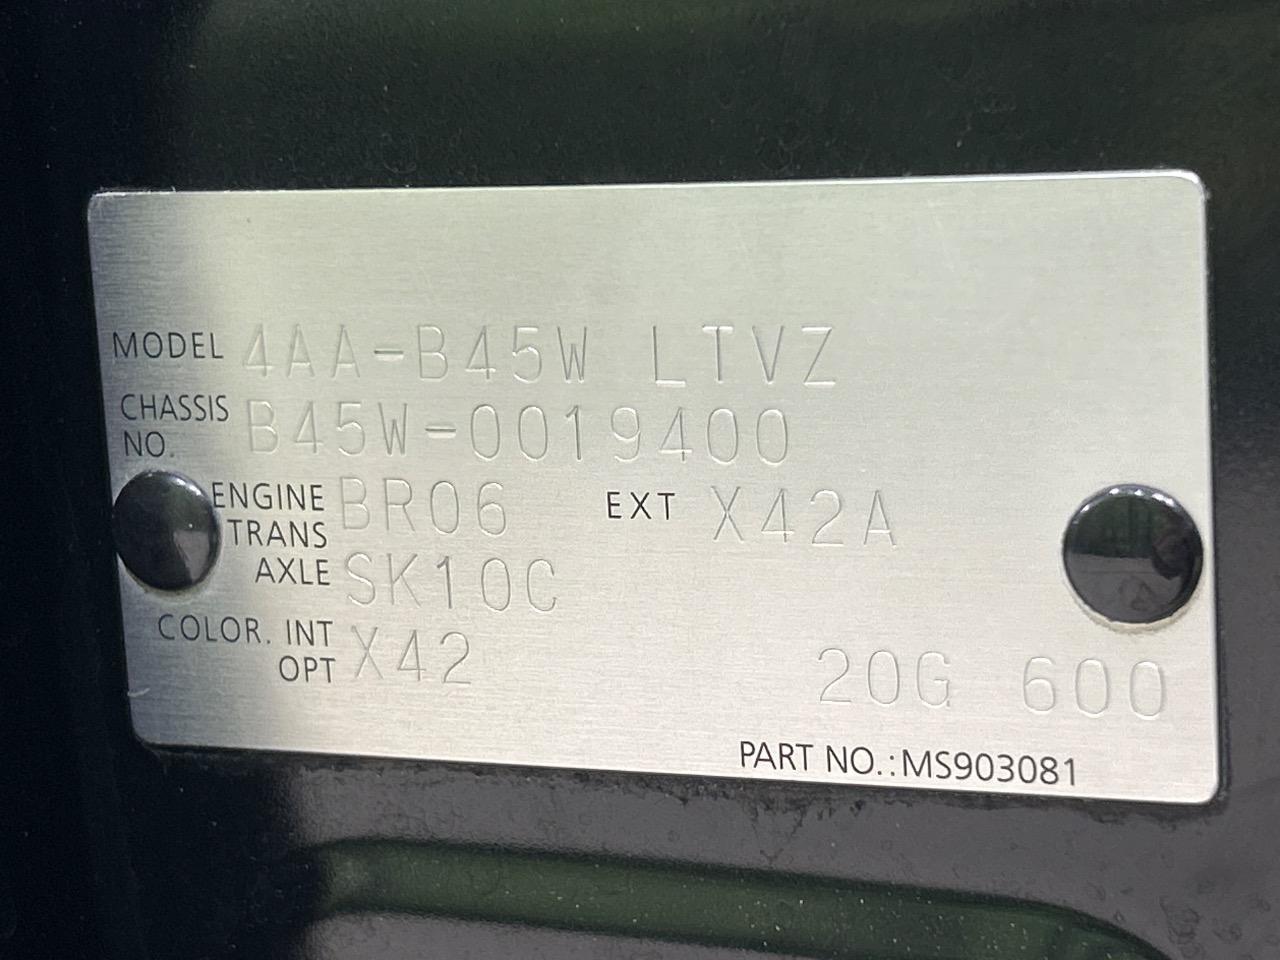 MODEL 4AA-B45W LTVZ
CHASSIS NO. B45W-0019400
ENGINE BR06 EXT X42A
TRANS
AXLE SK10C
COLOR. INT
OPT X42 20G 600
PART NO.:MS903081